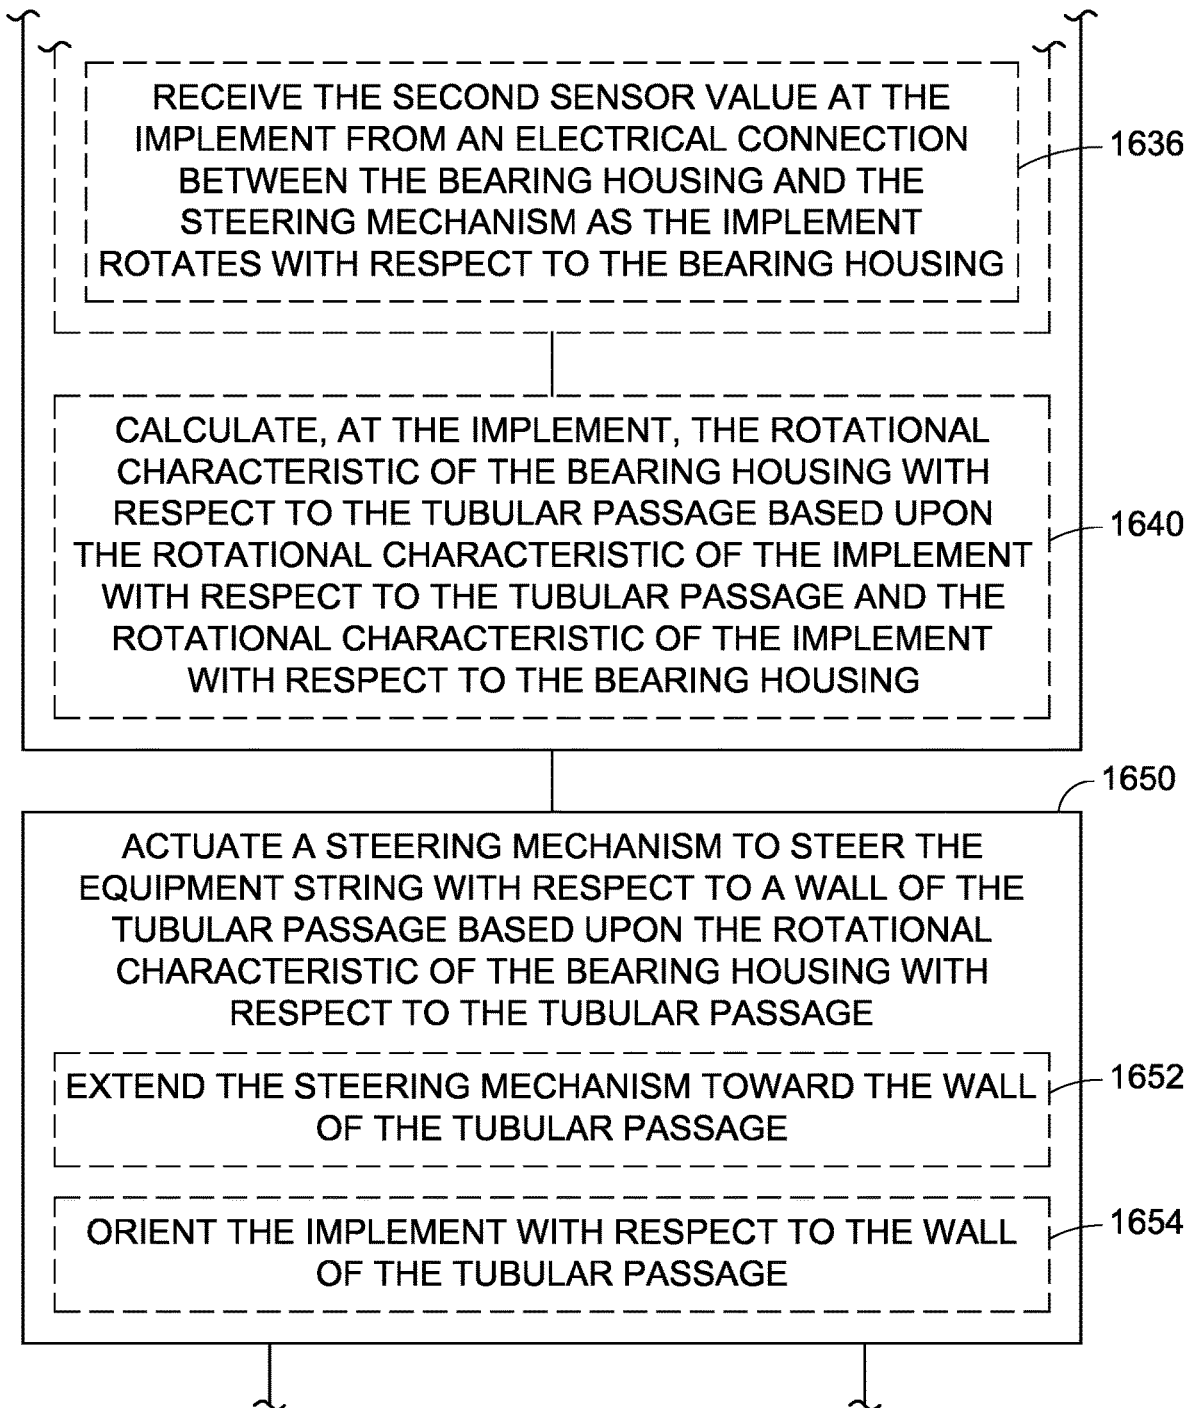 RECEIVE THE SECOND SENSOR VALUE AT THE
IMPLEMENT FROM AN ELECTRICAL CONNECTION
BETWEEN THE BEARING HOUSING AND THE
STEERING MECHANISM AS THE IMPLEMENT
ROTATES WITH RESPECT TO THE BEARING HOUSING
1636
CALCULATE, AT THE IMPLEMENT, THE ROTATIONAL
CHARACTERISTIC OF THE BEARING HOUSING WITH
RESPECT TO THE TUBULAR PASSAGE BASED UPON
THE ROTATIONAL CHARACTERISTIC OF THE IMPLEMENT
WITH RESPECT TO THE TUBULAR PASSAGE AND THE
ROTATIONAL CHARACTERISTIC OF THE IMPLEMENT
WITH RESPECT TO THE BEARING HOUSING
1640
1650
ACTUATE A STEERING MECHANISM TO STEER THE
EQUIPMENT STRING WITH RESPECT TO A WALL OF THE
TUBULAR PASSAGE BASED UPON THE ROTATIONAL
CHARACTERISTIC OF THE BEARING HOUSING WITH
RESPECT TO THE TUBULAR PASSAGE
EXTEND THE STEERING MECHANISM TOWARD THE WALL
OF THE TUBULAR PASSAGE
1652
ORIENT THE IMPLEMENT WITH RESPECT TO THE WALL
OF THE TUBULAR PASSAGE
1654